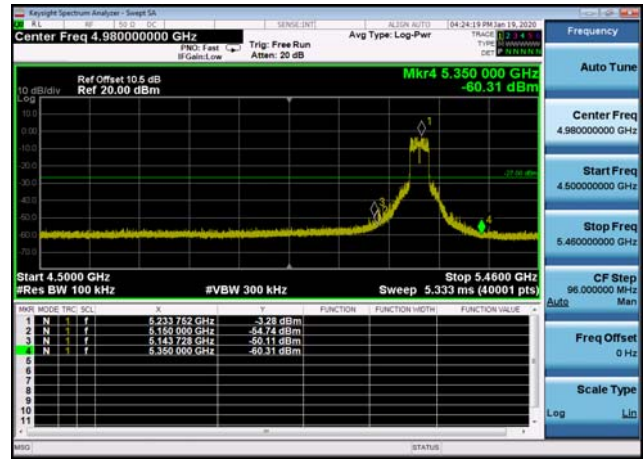 Keysight Spectrum Analyzer - Swept SA
RL RF 50 Ω DC SENSE:INT ALIGN AUTO 04:24:19 PM Jan 19, 2020
Center Freq 4.980000000 GHz
PNO: Fast
IFGain:Low
Trig: Free Run
Atten: 20 dB
Avg Type: Log-Pwr
TRACE 1 2 3 4 5 6
TYPE M
DET P N N N N N
Ref Offset 10.5 dB
10 dB/div Ref 20.00 dBm
Mkr4 5.350 000 GHz
-60.31 dBm
Log
10.0
0.00
-10.0
-20.0
-30.0
-40.0
-50.0
-60.0
-70.0
-27.00 dBm
1
3
4
Start 4.5000 GHz
#Res BW 100 kHz
#VBW 300 kHz
Stop 5.4600 GHz
Sweep 5.333 ms (40001 pts)
MKR MODE TRC SCL X Y FUNCTION FUNCTION WIDTH FUNCTION VALUE
1 N 1 f 5.233 752 GHz -3.28 dBm
2 N 1 f 5.150 000 GHz -54.74 dBm
3 N 1 f 5.143 728 GHz -50.11 dBm
4 N 1 f 5.350 000 GHz -60.31 dBm
5
6
7
8
9
10
11
MSG STATUS
Frequency
Auto Tune
Center Freq
4.980000000 GHz
Start Freq
4.500000000 GHz
Stop Freq
5.460000000 GHz
CF Step
96.000000 MHz
Auto Man
Freq Offset
0 Hz
Scale Type
Log Lin